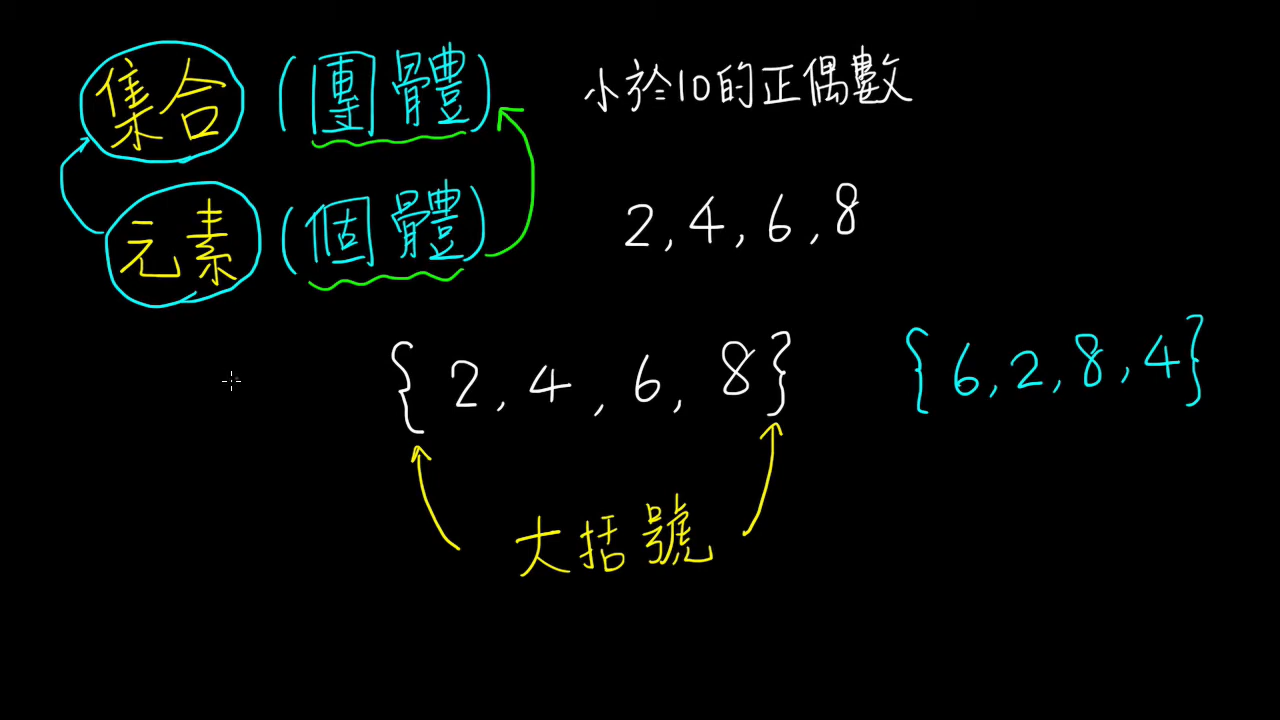 集合 (團體) 小於10的正偶數
元素 (個體) 2, 4, 6, 8
{ 2, 4, 6, 8 } { 6, 2, 8, 4 }
大括號